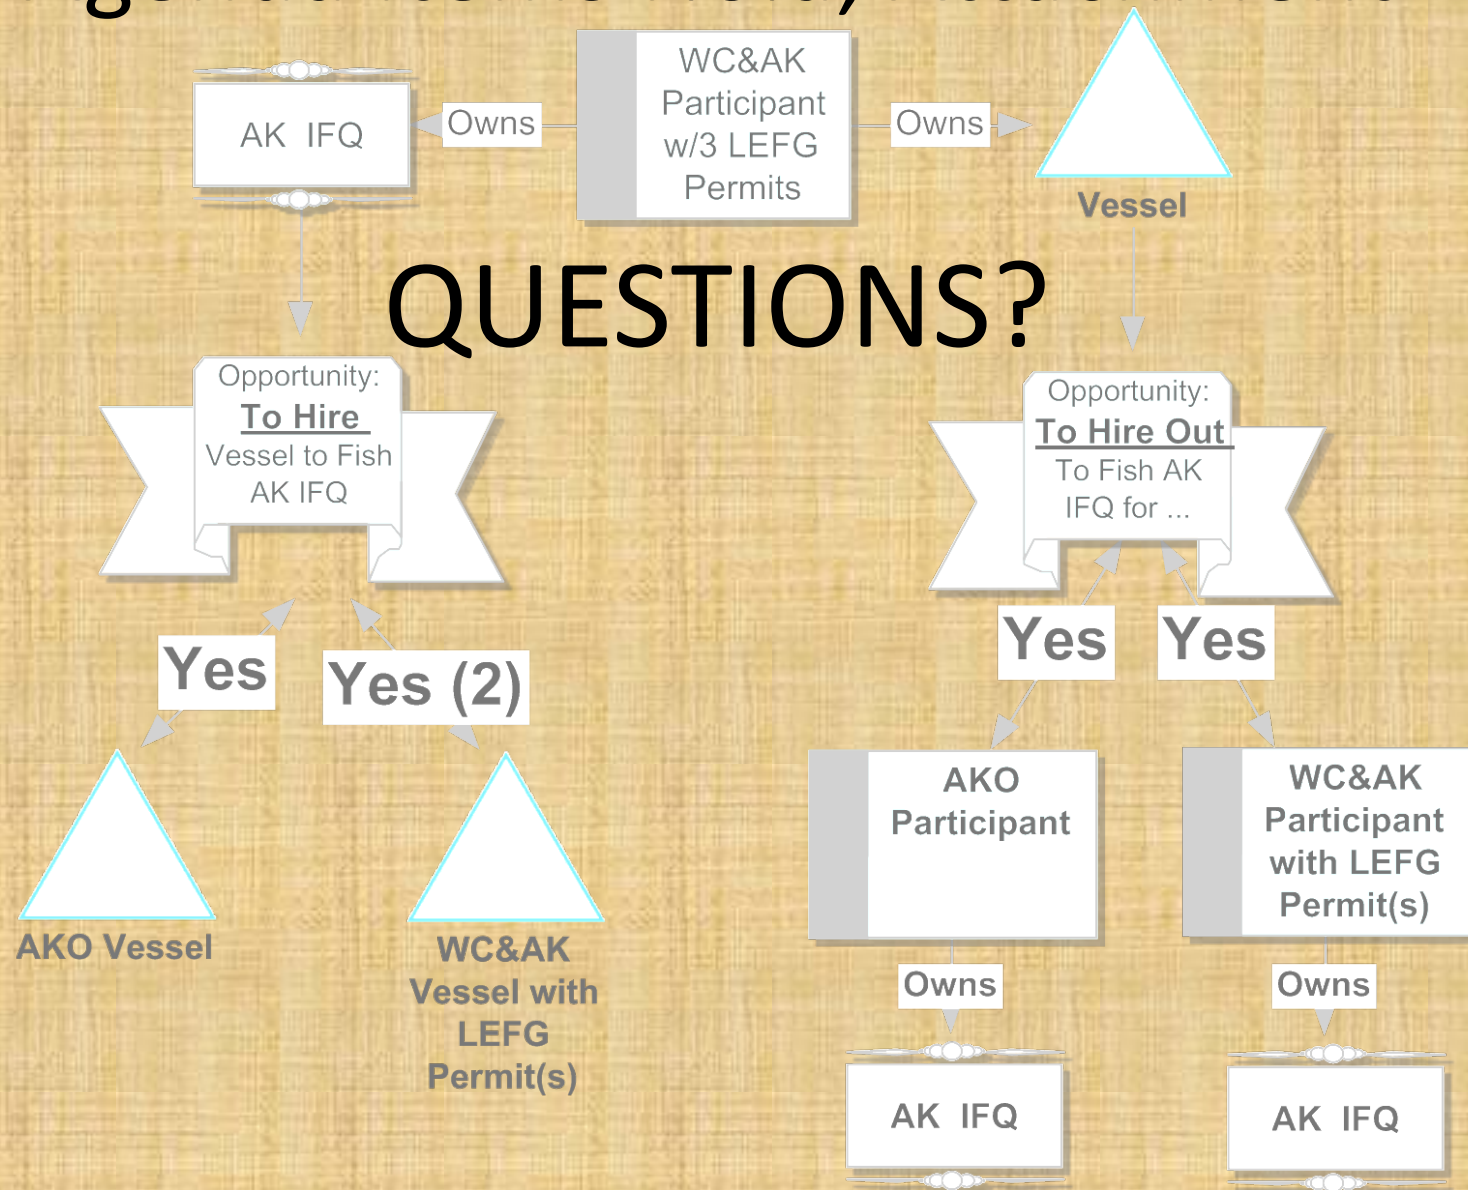 WC&AK
Participant
w/3 LEFG
Permits
Owns
Owns
AK IFQ
Vessel
QUESTIONS?
Opportunity:
To Hire
Vessel to Fish
AK IFQ
Opportunity:
To Hire Out
To Fish AK
IFQ for ...
Yes
Yes (2)
Yes
Yes
AKO Vessel
WC&AK
Vessel with
LEFG
Permit(s)
AKO
Participant
WC&AK
Participant
with LEFG
Permit(s)
Owns
Owns
AK IFQ
AK IFQ